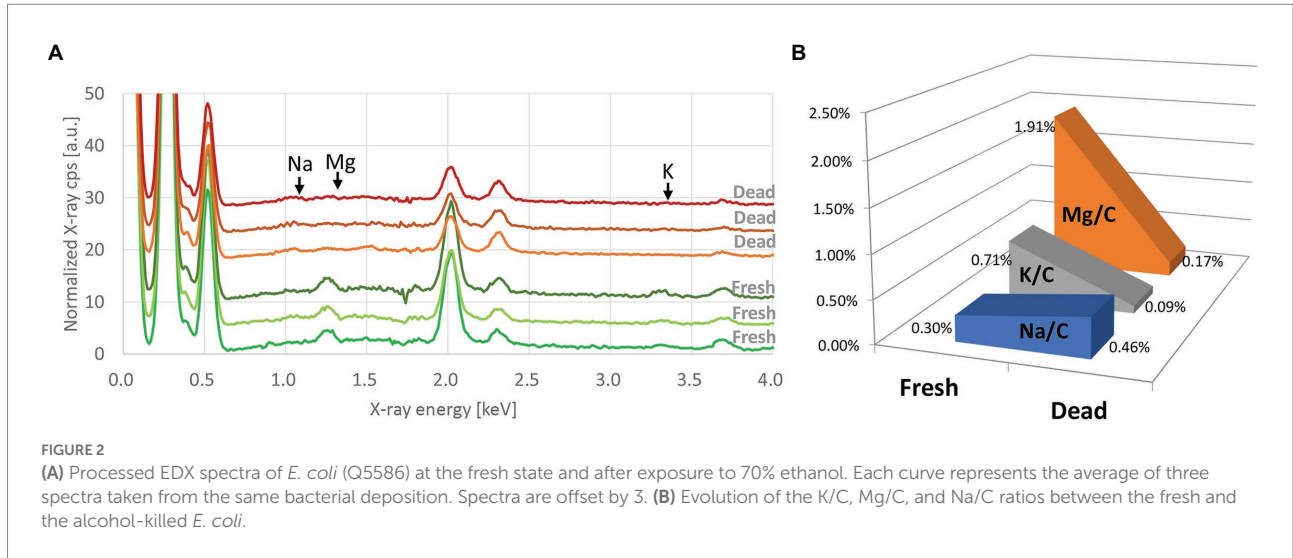 A
Normalized X-ray cps [a.u.]
50
40
30
20
10
0
Na
Mg
K
Dead
Dead
Dead
Fresh
Fresh
Fresh
0.0 0.5 1.0 1.5 2.0 2.5 3.0 3.5 4.0
X-ray energy [keV]
B
2.50%
2.00%
1.50%
1.00%
0.50%
0.00%
1.91%
Mg/C
0.17%
0.71%
K/C
0.09%
0.30%
Na/C
0.46%
Fresh
Dead
FIGURE 2
(A) Processed EDX spectra of E. coli (Q5586) at the fresh state and after exposure to 70% ethanol. Each curve represents the average of three
spectra taken from the same bacterial deposition. Spectra are offset by 3. (B) Evolution of the K/C, Mg/C, and Na/C ratios between the fresh and
the alcohol-killed E. coli.